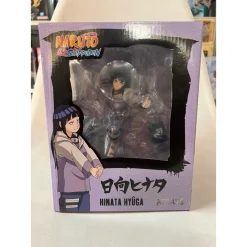 NARUTO
SHIPPUDEN
日向ヒナタ
HINATA HYŪGA